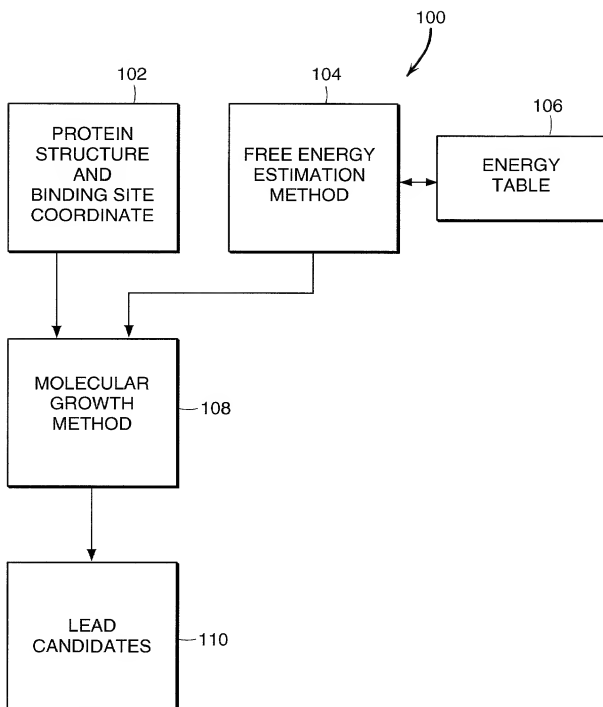 100
102
104
106
PROTEIN
STRUCTURE
AND
BINDING SITE
COORDINATE
FREE ENERGY
ESTIMATION
METHOD
ENERGY
TABLE
MOLECULAR
GROWTH
METHOD
108
LEAD
CANDIDATES
110